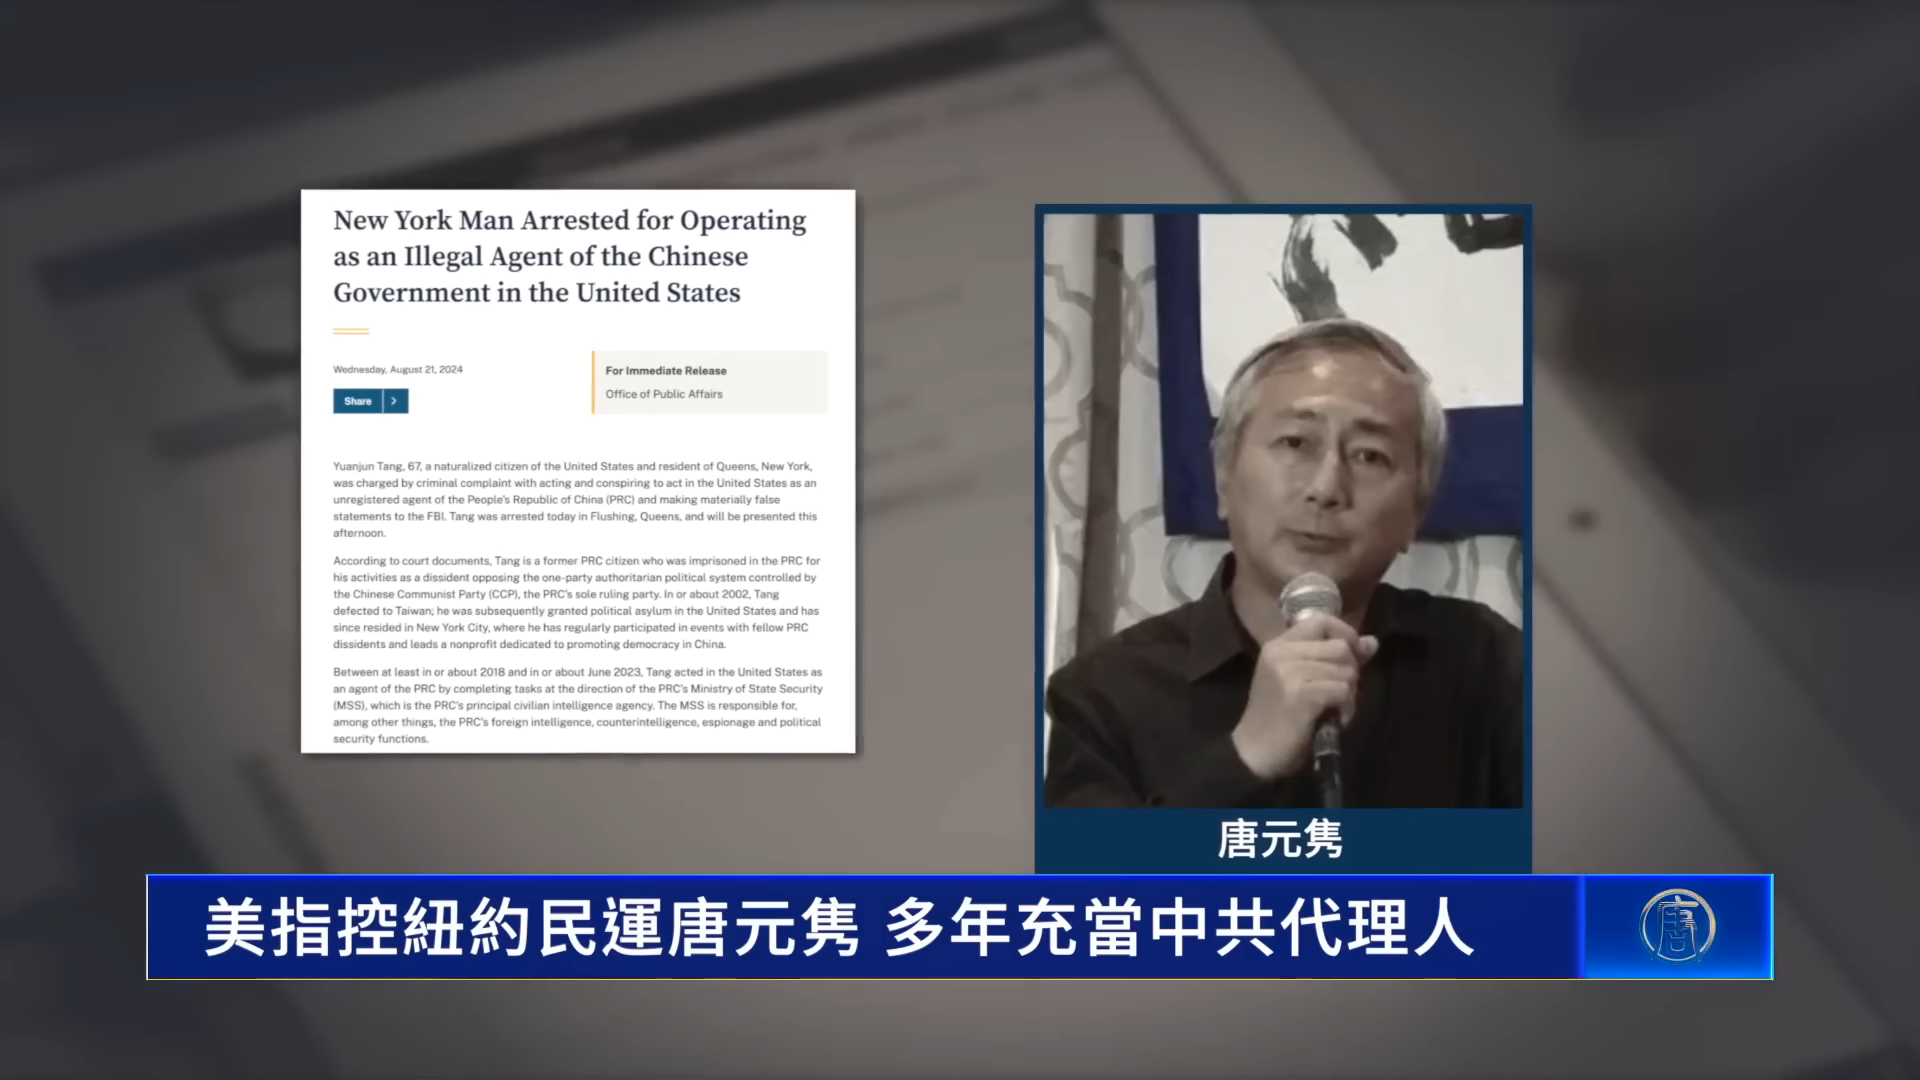 New York Man Arrested for Operating
as an Illegal Agent of the Chinese
Government in the United States
Wednesday, August 21, 2024
Share
For Immediate Release
Office of Public Affairs
Yuanjun Tang, 67, a naturalized citizen of the United States and resident of Queens, New York,
was charged by criminal complaint with acting and conspiring to act in the United States as an
unregistered agent of the People's Republic of China (PRC) and making materially false
statements to the FBI. Tang was arrested today in Flushing, Queens, and will be presented this
afternoon.
According to court documents, Tang is a former PRC citizen who was imprisoned in the PRC for
his activities as a dissident opposing the one-party authoritarian political system controlled by
the Chinese Communist Party (CCP), the PRC's sole ruling party. In or about 2002, Tang
defected to Taiwan; he was subsequently granted political asylum in the United States and has
since resided in New York City, where he has regularly participated in events with fellow PRC
dissidents and leads a nonprofit dedicated to promoting democracy in China.
Between at least in or about 2018 and in or about June 2023, Tang acted in the United States as
an agent of the PRC by completing tasks at the direction of the PRC's Ministry of State Security
(MSS), which is the PRC's principal civilian intelligence agency. The MSS is responsible for,
among other things, the PRC's foreign intelligence, counterintelligence, espionage and political
security functions.
唐元隽
美指控紐約民運唐元隽 多年充當中共代理人
唐